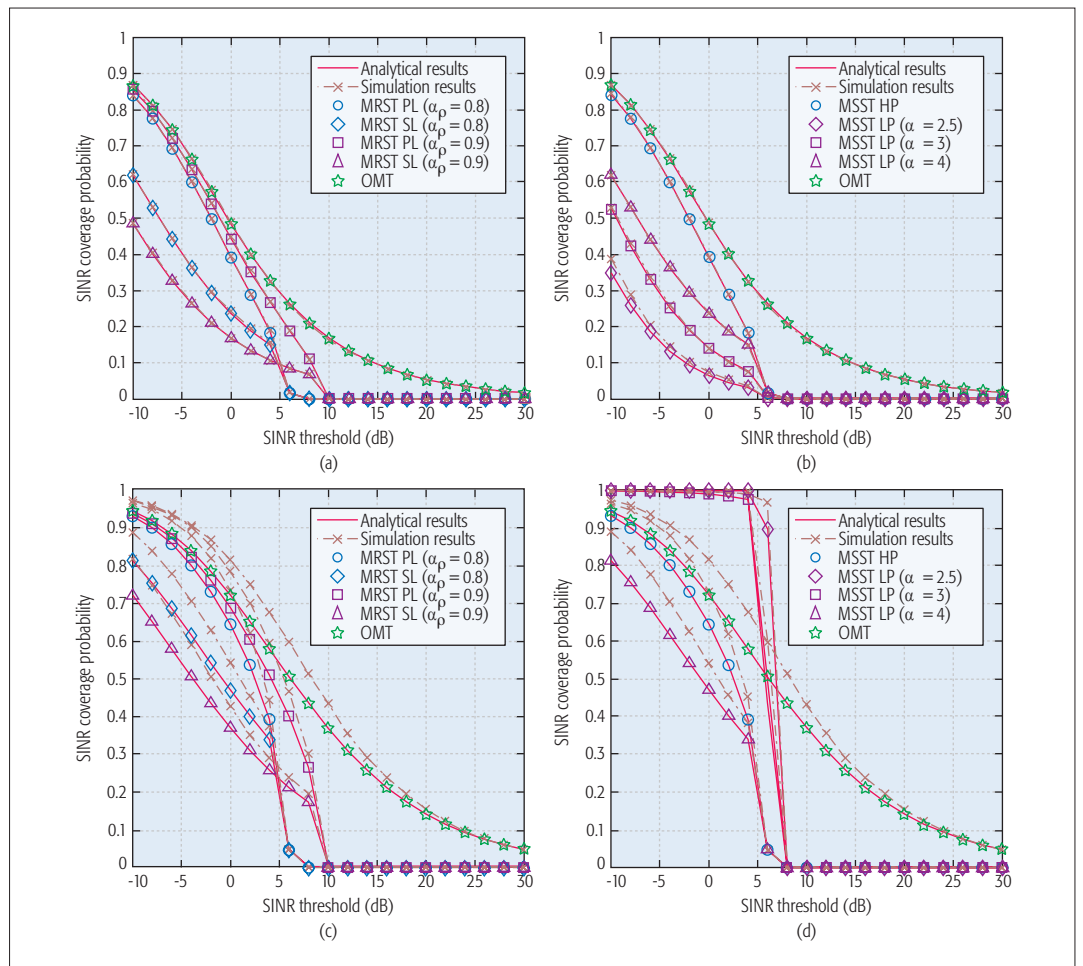 1
0.9
0.8
0.7
0.6
0.5
0.4
0.3
0.2
0.1
0
SINR coverage probability
-10 -5 0 5 10 15 20 25 30
SINR threshold (dB)
(a)
Analytical results
Simulation results
MRST PL (αρ = 0.8)
MRST SL (αρ = 0.8)
MRST PL (αρ = 0.9)
MRST SL (αρ = 0.9)
OMT
1
0.9
0.8
0.7
0.6
0.5
0.4
0.3
0.2
0.1
0
SINR coverage probability
-10 -5 0 5 10 15 20 25 30
SINR threshold (dB)
(b)
Analytical results
Simulation results
MSST HP
MSST LP (α = 2.5)
MSST LP (α = 3)
MSST LP (α = 4)
OMT
1
0.9
0.8
0.7
0.6
0.5
0.4
0.3
0.2
0.1
0
SINR coverage probability
-10 -5 0 5 10 15 20 25 30
SINR threshold (dB)
(c)
Analytical results
Simulation results
MRST PL (αρ = 0.8)
MRST SL (αρ = 0.8)
MRST PL (αρ = 0.9)
MRST SL (αρ = 0.9)
OMT
1
0.9
0.8
0.7
0.6
0.5
0.4
0.3
0.2
0.1
0
SINR coverage probability
-10 -5 0 5 10 15 20 25 30
SINR threshold (dB)
(d)
Analytical results
Simulation results
MSST HP
MSST LP (α = 2.5)
MSST LP (α = 3)
MSST LP (α = 4)
OMT